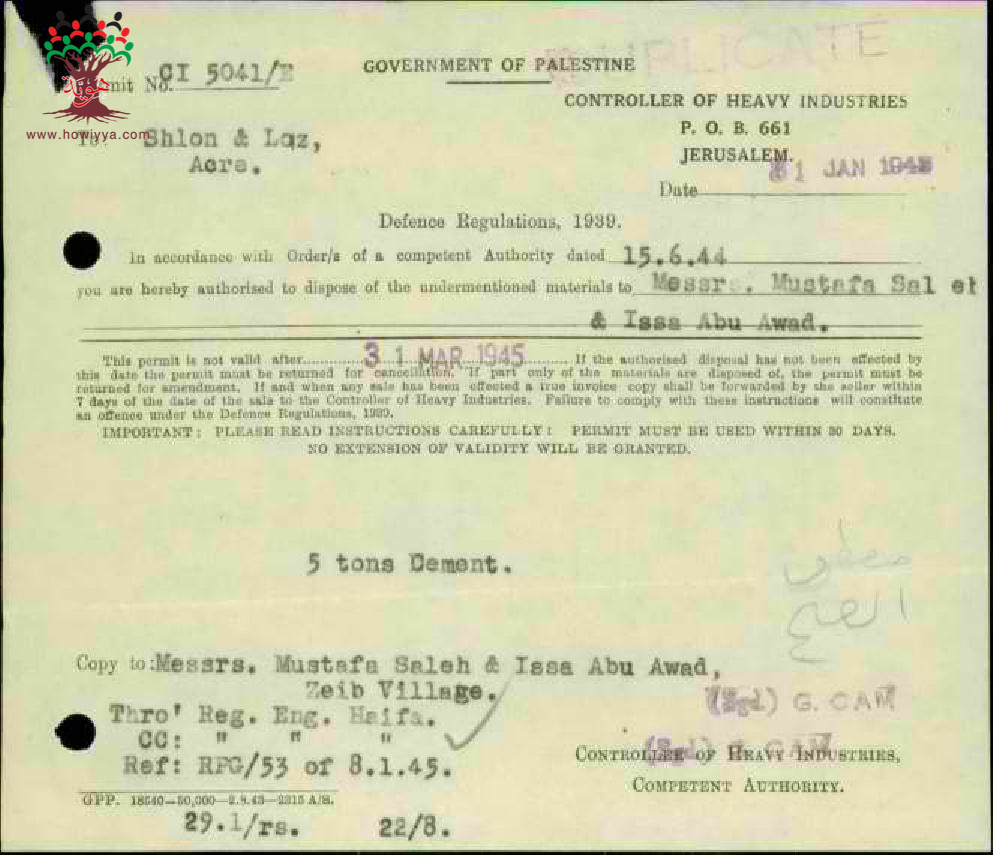 DUPLICATE
Permit No. CI 5041/E
GOVERNMENT OF PALESTINE
CONTROLLER OF HEAVY INDUSTRIES
P. O. B. 661
JERUSALEM.
www.howiyya.com
To: Shlon & Laz,
Acre.
Date 31 JAN 1945
Defence Regulations, 1939.
In accordance with Order/s of a competent Authority dated 15.6.44
you are hereby authorised to dispose of the undermentioned materials to Messrs. Mustafa Sal eh
& Issa Abu Awad.
This permit is not valid after 31 MAR 1945 If the authorised disposal has not been effected by
this date the permit must be returned for cancellation. If part only of the materials are disposed of, the permit must be
returned for amendment. If and when any sale has been effected a true invoice copy shall be forwarded by the seller within
7 days of the date of the sale to the Controller of Heavy Industries. Failure to comply with these instructions will constitute
an offence under the Defence Regulations, 1939.
IMPORTANT: PLEASE READ INSTRUCTIONS CAREFULLY: PERMIT MUST BE USED WITHIN 30 DAYS.
NO EXTENSION OF VALIDITY WILL BE GRANTED.
5 tons Cement.
Copy to: Messrs. Mustafa Saleh & Issa Abu Awad,
Zeib Village.
Thro' Reg. Eng. Haifa.
CC: " " "
Ref: RPG/53 of 8.1.45.
(Sgd) G. CAM
CONTROLLER OF HEAVY INDUSTRIES,
COMPETENT AUTHORITY.
GPP. 18540—50,000—2.8.43—2315 A/S.
29.1/rs. 22/8.